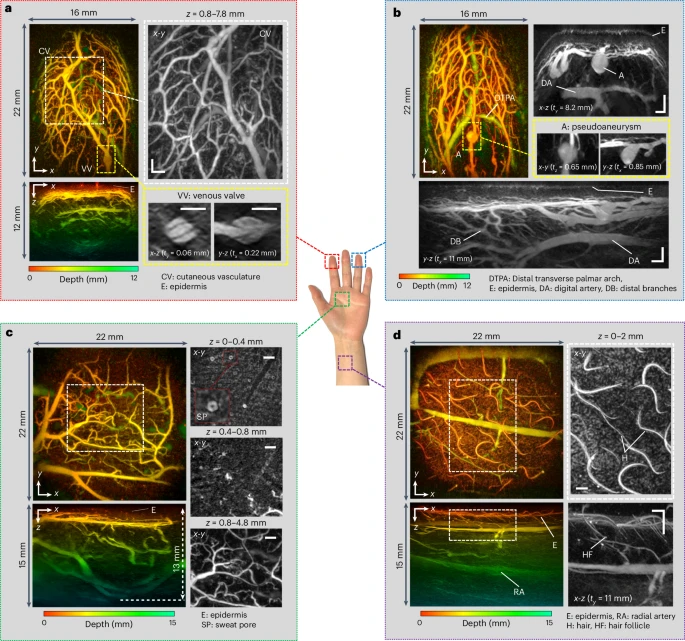 a
16 mm
z = 0.8–7.8 mm
CV
x-y
CV
22 mm
VV
y
x
x
z
E
12 mm
VV: venous valve
x-z (ty = 0.06 mm)
y-z (tx = 0.22 mm)
0
Depth (mm)
12
CV: cutaneous vasculature
E: epidermis
b
16 mm
E
DA
A
x-z (ty = 8.2 mm)
22 mm
DTPA
A: pseudoaneurysm
A
y
x
x-y (tz = 0.65 mm)
y-z (tx = 0.85 mm)
E
DB
DA
y-z (tx = 11 mm)
0
Depth (mm)
12
DTPA: Distal transverse palmar arch,
E: epidermis, DA: digital artery, DB: distal branches
c
22 mm
z = 0–0.4 mm
x-y
SP
22 mm
z = 0.4–0.8 mm
x-y
y
x
x
z
E
z = 0.8–4.8 mm
x-y
15 mm
13 mm
0
Depth (mm)
15
E: epidermis
SP: sweat pore
d
22 mm
z = 0–2 mm
x-y
22 mm
H
y
x
x
z
E
HF
15 mm
RA
x-z (ty = 11 mm)
0
Depth (mm)
15
E: epidermis, RA: radial artery
H: hair, HF: hair follicle